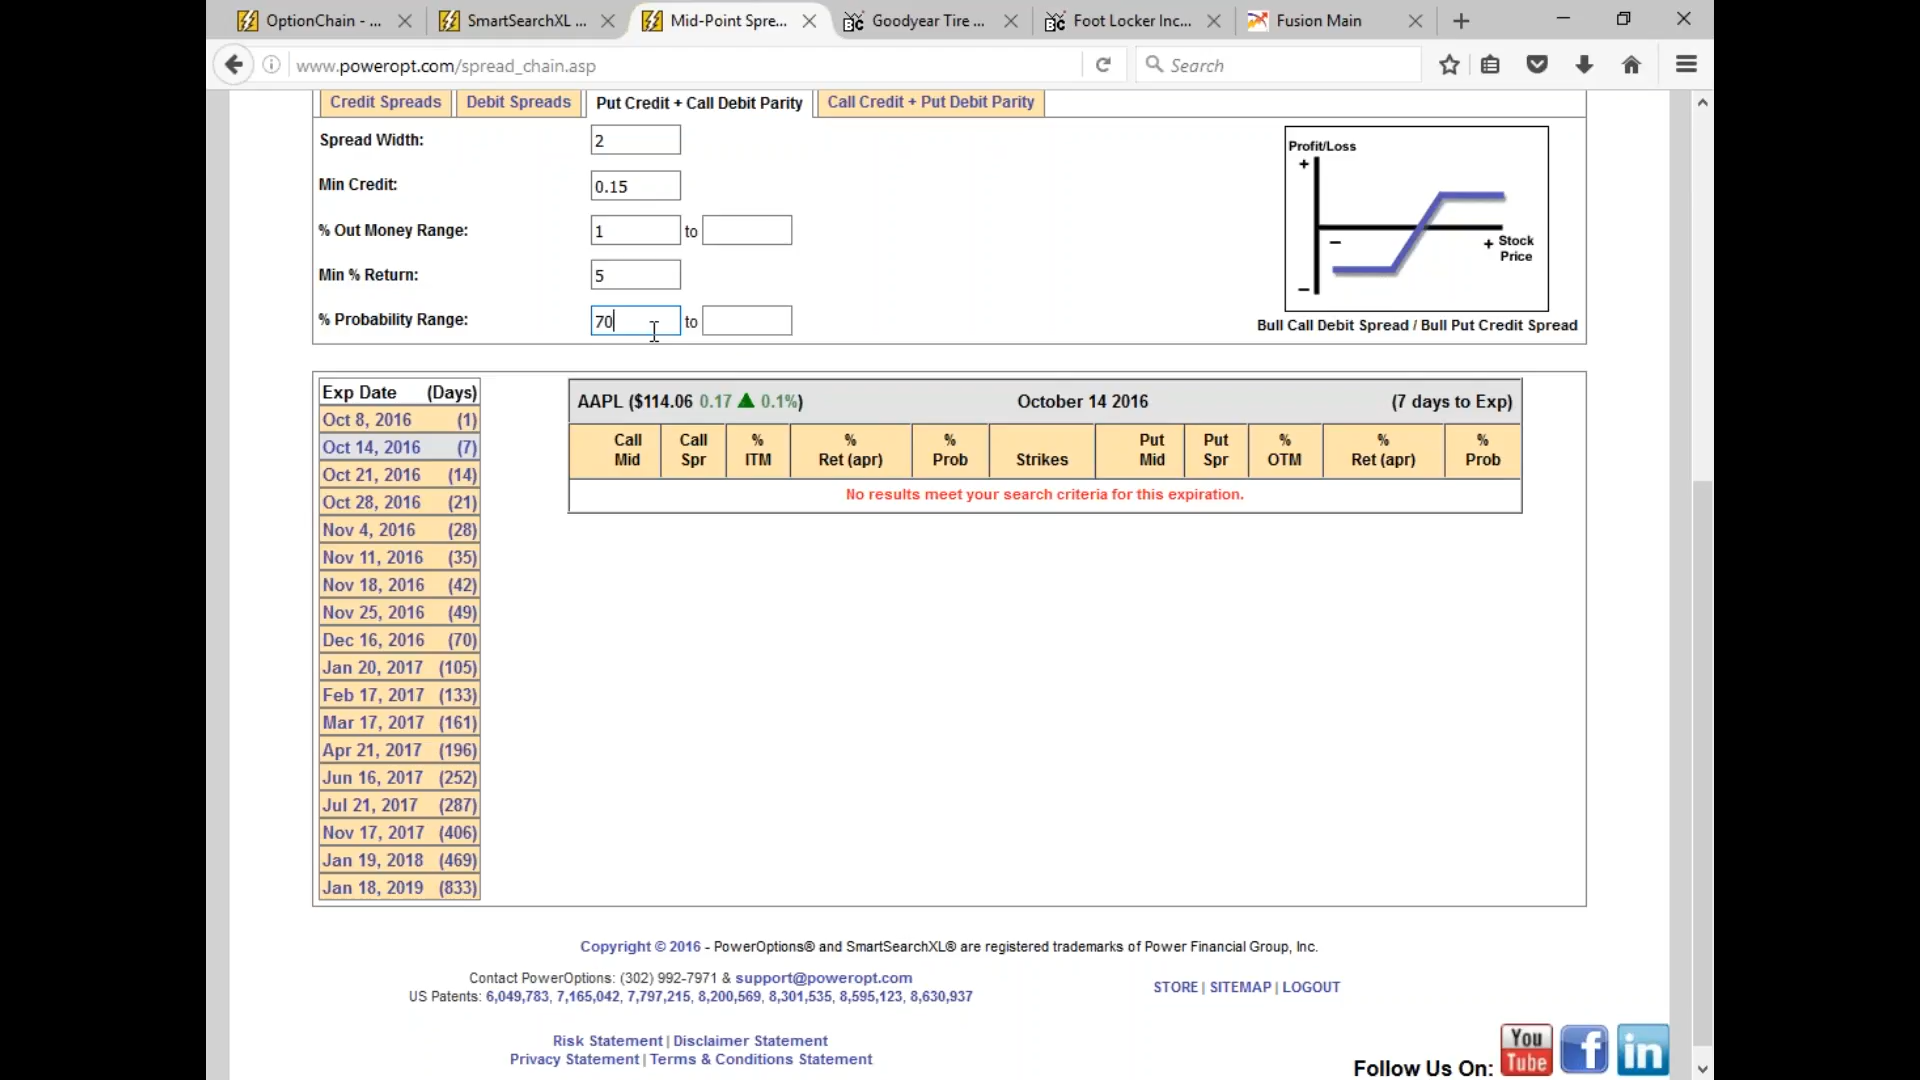 OptionChain - ...
SmartSearchXL ...
Mid-Point Spre...
Goodyear Tire ...
Foot Locker Inc...
Fusion Main
www.poweropt.com/spread_chain.asp
Search
Credit Spreads
Debit Spreads
Put Credit + Call Debit Parity
Call Credit + Put Debit Parity
Spread Width:
2
Min Credit:
0.15
% Out Money Range:
1
to
Min % Return:
5
% Probability Range:
70
to
Profit/Loss
+
−
−
+ Stock
Price
Bull Call Debit Spread / Bull Put Credit Spread
Exp Date (Days)
Oct 8, 2016 (1)
Oct 14, 2016 (7)
Oct 21, 2016 (14)
Oct 28, 2016 (21)
Nov 4, 2016 (28)
Nov 11, 2016 (35)
Nov 18, 2016 (42)
Nov 25, 2016 (49)
Dec 16, 2016 (70)
Jan 20, 2017 (105)
Feb 17, 2017 (133)
Mar 17, 2017 (161)
Apr 21, 2017 (196)
Jun 16, 2017 (252)
Jul 21, 2017 (287)
Nov 17, 2017 (406)
Jan 19, 2018 (469)
Jan 18, 2019 (833)
AAPL ($114.06 0.17 ▲ 0.1%) October 14 2016 (7 days to Exp)
Call Call % % % Put Put % % %
Mid Spr ITM Ret (apr) Prob Strikes Mid Spr OTM Ret (apr) Prob
No results meet your search criteria for this expiration.
Copyright © 2016 - PowerOptions® and SmartSearchXL® are registered trademarks of Power Financial Group, Inc.
Contact PowerOptions: (302) 992-7971 & support@poweropt.com
US Patents: 6,049,783, 7,165,042, 7,797,215, 8,200,569, 8,301,535, 8,595,123, 8,630,937
STORE | SITEMAP | LOGOUT
Risk Statement | Disclaimer Statement
Privacy Statement | Terms & Conditions Statement
Follow Us On:
You
Tube
f
in